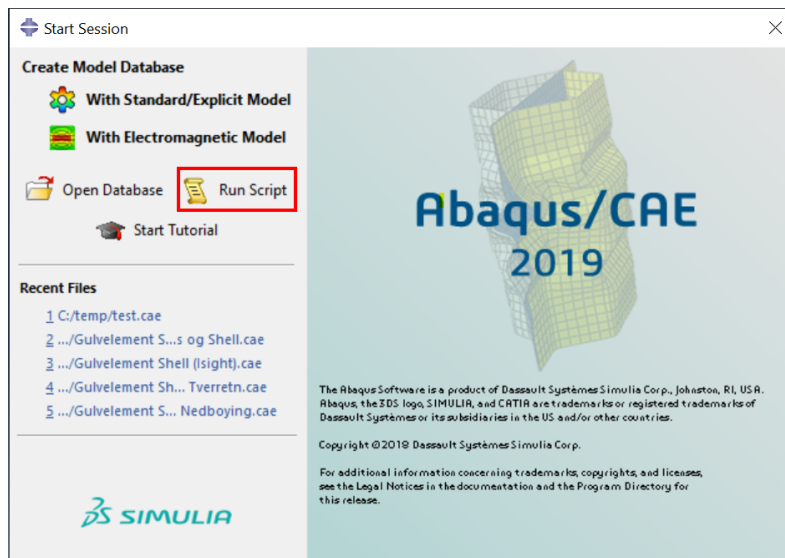 Start Session
Create Model Database
With Standard/Explicit Model
With Electromagnetic Model
Open Database
Run Script
Start Tutorial
Recent Files
1 C:/temp/test.cae
2 .../Gulvelement S...s og Shell.cae
3 .../Gulvelement Shell (Isight).cae
4 .../Gulvelement Sh... Tverretn.cae
5 .../Gulvelement S... Nedboying.cae
SIMULIA
Abaqus/CAE
2019
The Abaqus Software is a product of Dassault Systèmes Simulia Corp., Johnston, RI, USA.
Abaqus, the 3DS logo, SIMULIA, and CATIA are trademarks or registered trademarks of
Dassault Systèmes or its subsidiaries in the US and/or other countries.
Copyright ©2018 Dassault Systèmes Simulia Corp.
For additional information concerning trademarks, copyrights, and licenses,
see the Legal Notices in the documentation and the Program Directory for
this release.